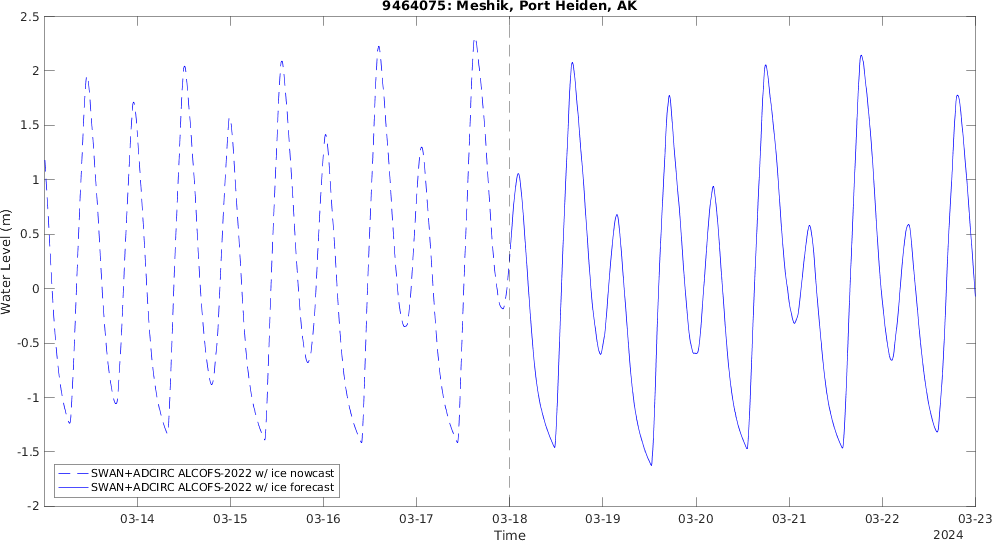 9464075: Meshik, Port Heiden, AK
Water Level (m)
2.5
2
1.5
1
0.5
0
-0.5
-1
-1.5
-2
SWAN+ADCIRC ALCOFS-2022 w/ ice nowcast
SWAN+ADCIRC ALCOFS-2022 w/ ice forecast
03-14 03-15 03-16 03-17 03-18 03-19 03-20 03-21 03-22 03-23
Time
2024